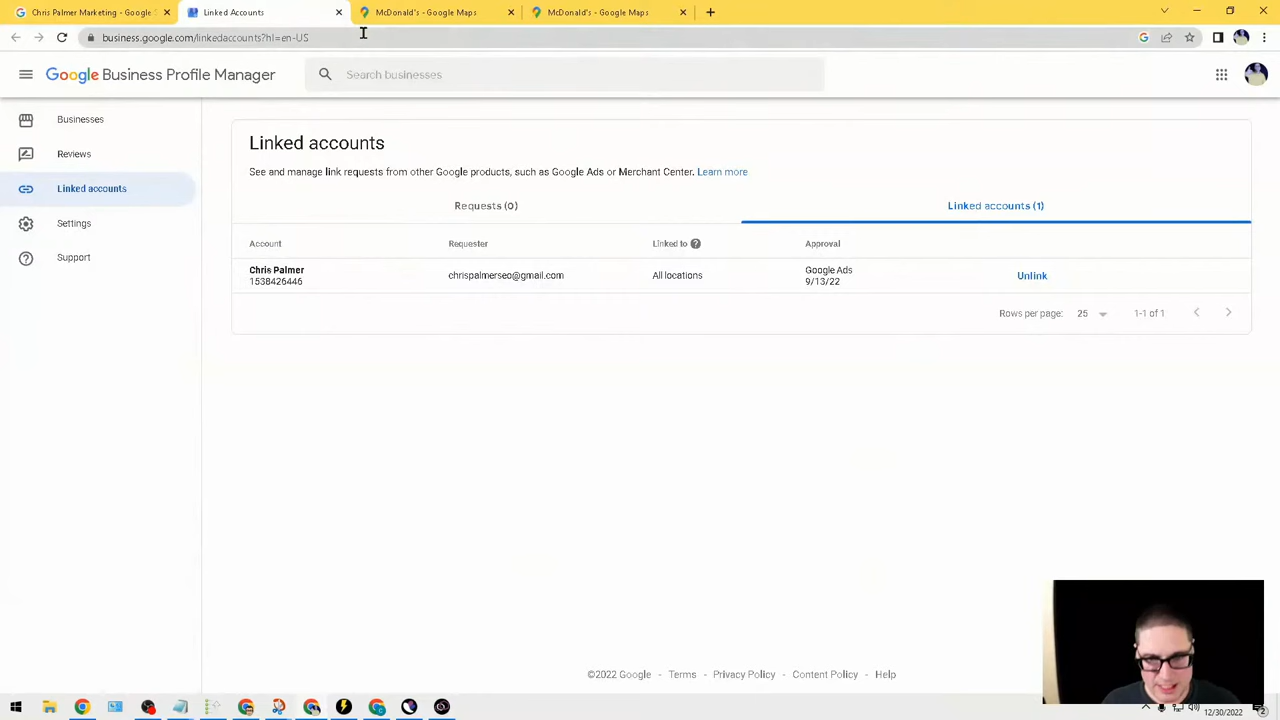 Chris Palmer Marketing - Google S
Linked Accounts
McDonald's - Google Maps
McDonald's - Google Maps
business.google.com/linkedaccounts?hl=en-US
Google Business Profile Manager
Search businesses
Businesses
Reviews
Linked accounts
Settings
Support
Linked accounts
See and manage link requests from other Google products, such as Google Ads or Merchant Center. Learn more
Requests (0)
Linked accounts (1)
Account
Requester
Linked to
Approval
Chris Palmer
1538426446
chrispalmerseo@gmail.com
All locations
Google Ads
9/13/22
Unlink
Rows per page:
25
1-1 of 1
©2022 Google - Terms - Privacy Policy - Content Policy - Help
12/30/2022